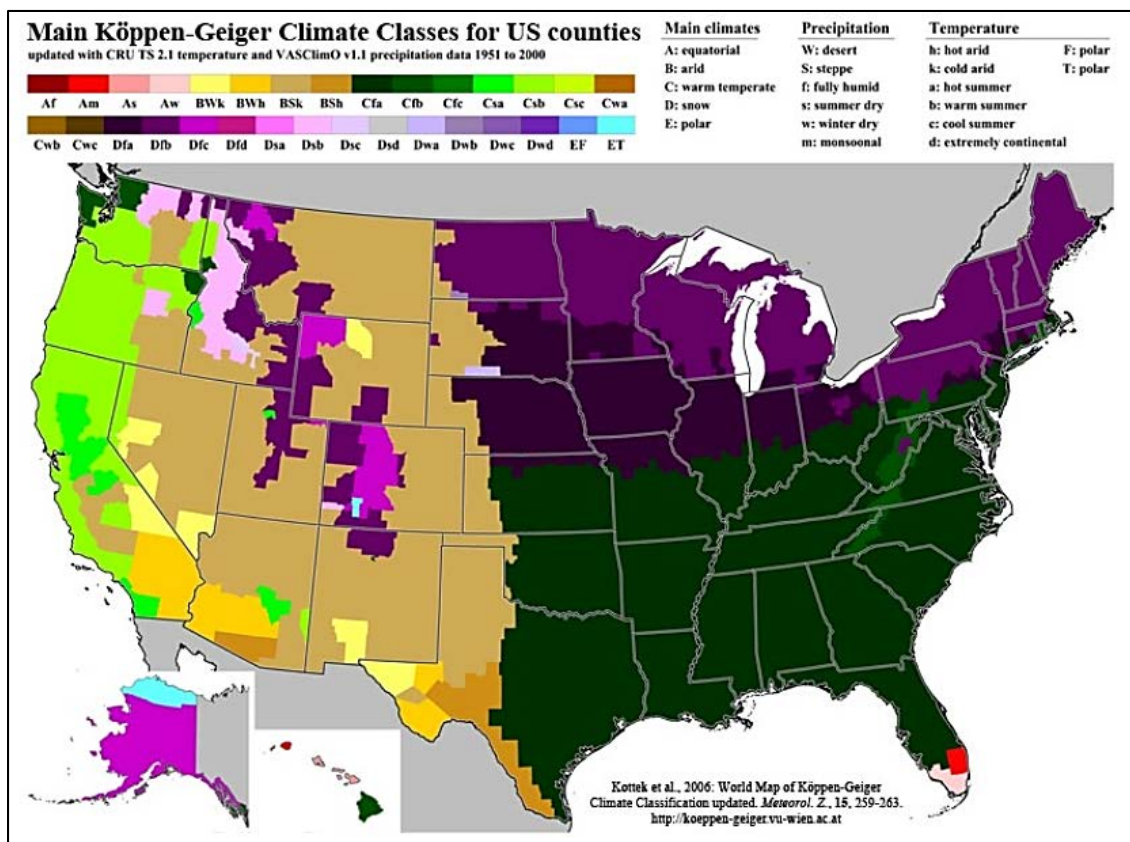 Main Köppen-Geiger Climate Classes for US counties
updated with CRU TS 2.1 temperature and VASClimO v1.1 precipitation data 1951 to 2000
Af Am As Aw BWk BWh BSk BSh Cfa Cfb Cfc Csa Csb Csc Cwa
Cwb Cwc Dfa Dfb Dfc Dfd Dsa Dsb Dsc Dsd Dwa Dwb Dwc Dwd EF ET
Main climates
A: equatorial
B: arid
C: warm temperate
D: snow
E: polar
Precipitation
W: desert
S: steppe
f: fully humid
s: summer dry
w: winter dry
m: monsoonal
Temperature
h: hot arid F: polar
k: cold arid T: polar
a: hot summer
b: warm summer
c: cool summer
d: extremely continental
Kottek et al., 2006: World Map of Köppen-Geiger
Climate Classification updated. Meteorol. Z., 15, 259-263.
http://koeppen-geiger.vu-wien.ac.at